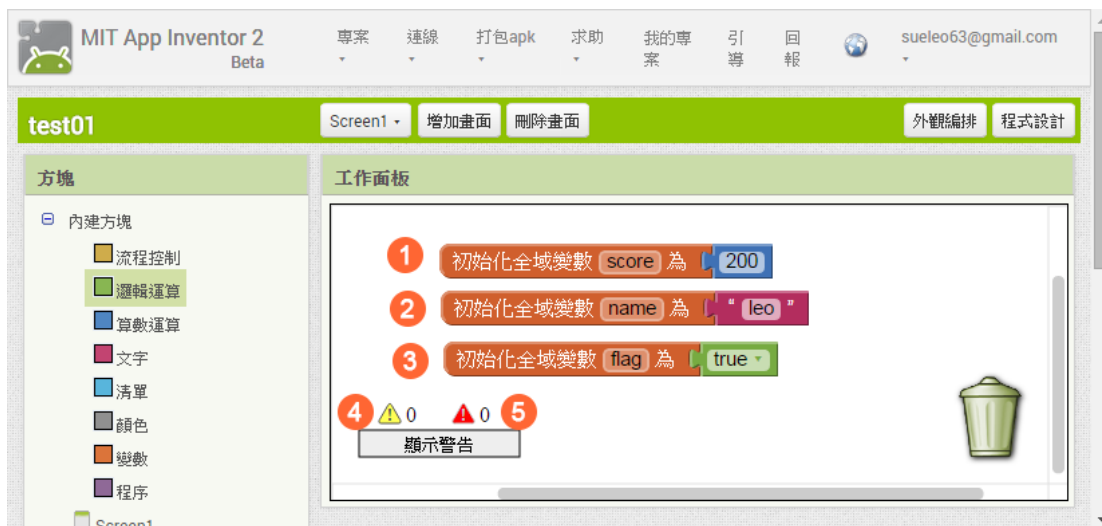 MIT App Inventor 2
Beta
專案
連線
打包apk
求助
我的專
案
引
導
回
報
sueleo63@gmail.com
test01
Screen1
增加畫面
刪除畫面
外觀編排
程式設計
方塊
工作面板
內建方塊
流程控制
邏輯運算
算數運算
文字
清單
顏色
變數
程序
Screen1
1 初始化全域變數 score 為 200
2 初始化全域變數 name 為 " leo "
3 初始化全域變數 flag 為 true
4 0 0 5
顯示警告